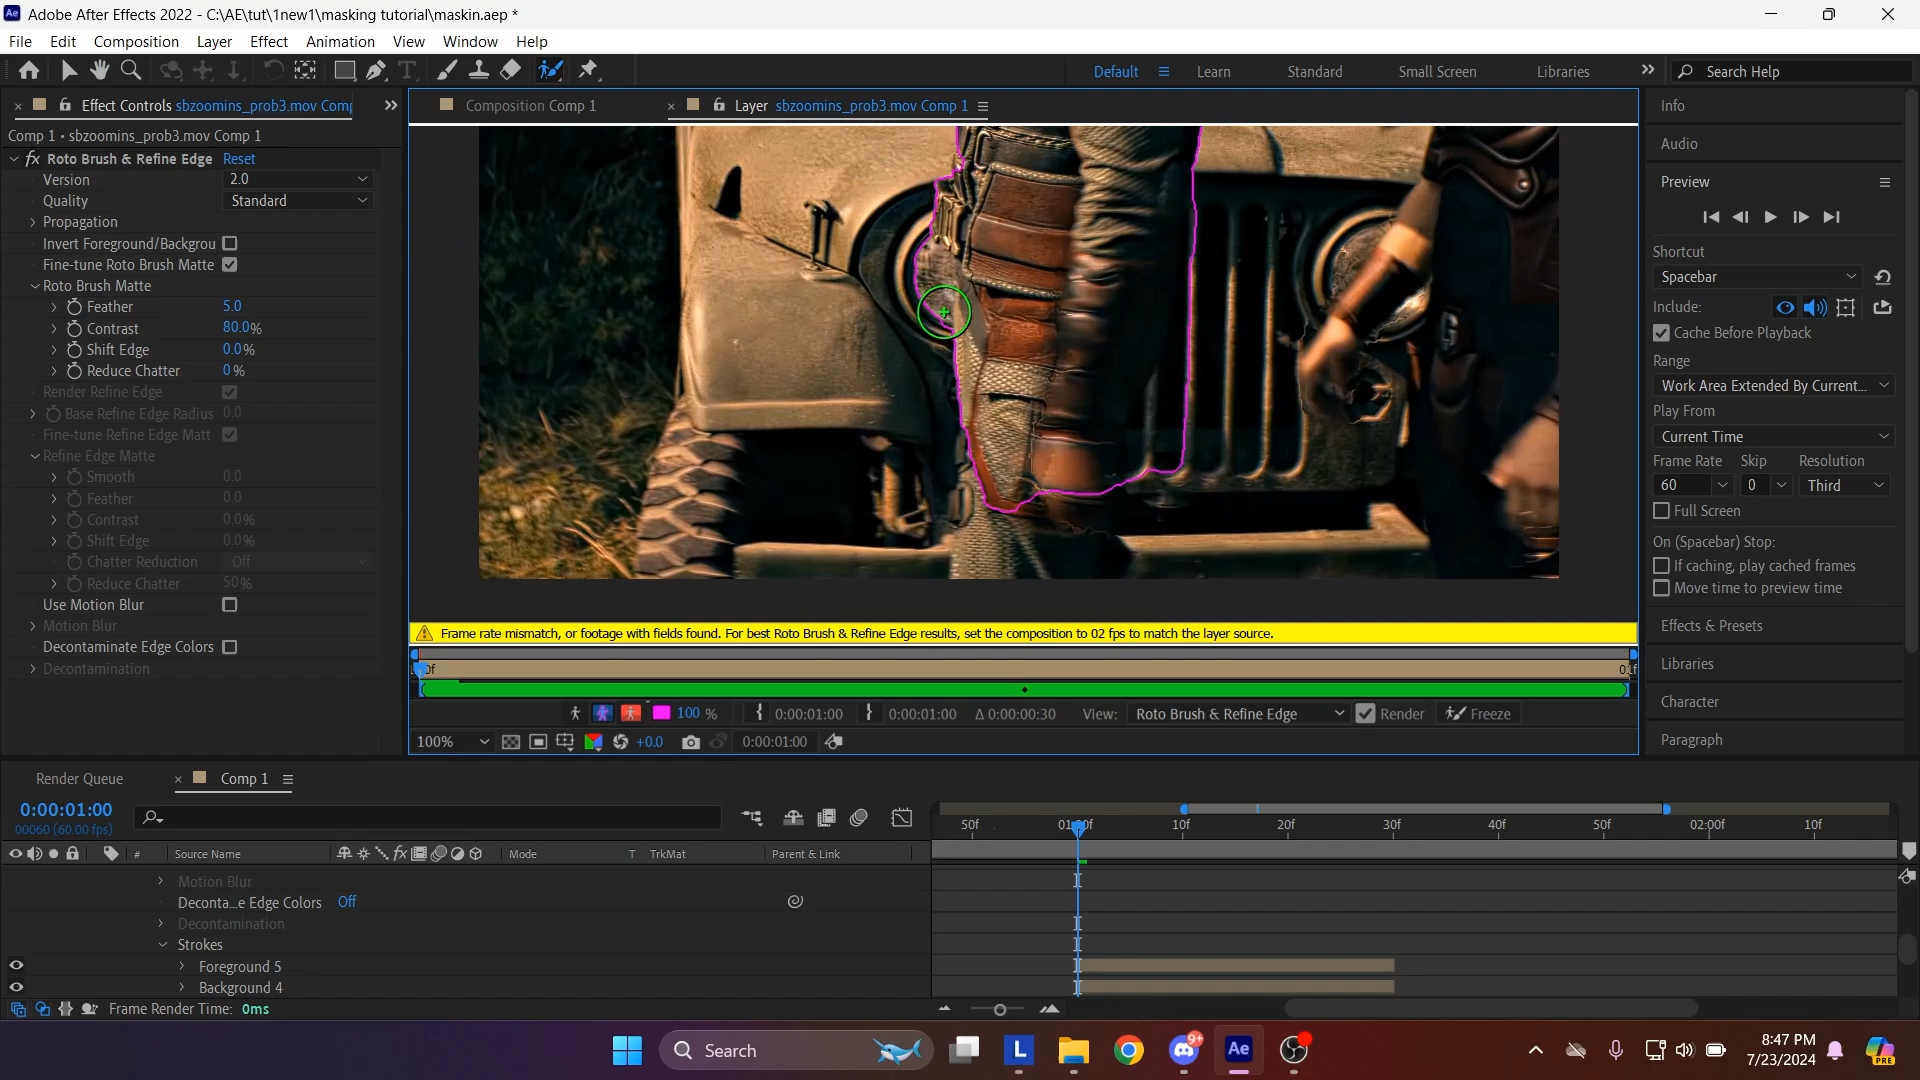 Adobe After Effects 2022 - C:\AE\tut\1new1\masking tutorial\maskin.aep *
File Edit Composition Layer Effect Animation View Window Help
Default Learn Standard Small Screen Libraries Search Help
Effect Controls sbzoomins_prob3.mov Comp
Composition Comp 1
Layer sbzoomins_prob3.mov Comp 1
Comp 1 • sbzoomins_prob3.mov Comp 1
fx Roto Brush & Refine Edge Reset
Version 2.0
Quality Standard
Propagation
Invert Foreground/Backgrou
Fine-tune Roto Brush Matte
Roto Brush Matte
Feather 5.0
Contrast 80.0%
Shift Edge 0.0%
Reduce Chatter 0%
Render Refine Edge
Base Refine Edge Radius 0.0
Fine-tune Refine Edge Matt
Refine Edge Matte
Smooth 0.0
Feather 0.0
Contrast 0.0%
Shift Edge 0.0%
Chatter Reduction Off
Reduce Chatter 50%
Use Motion Blur
Motion Blur
Decontaminate Edge Colors
Decontamination
Info
Audio
Preview
Shortcut
Spacebar
Include:
Cache Before Playback
Range
Work Area Extended By Current...
Play From
Current Time
Frame Rate Skip Resolution
60 0 Third
Full Screen
On (Spacebar) Stop:
If caching, play cached frames
Move time to preview time
Effects & Presets
Libraries
Character
Paragraph
Frame rate mismatch, or footage with fields found. For best Roto Brush & Refine Edge results, set the composition to 02 fps to match the layer source.
100 % 0:00:01:00 0:00:01:00 Δ 0:00:00:30 View: Roto Brush & Refine Edge Render Freeze
100% +0.0 0:00:01:00
Render Queue Comp 1
0:00:01:00
00060 (60.00 fps)
50f 01:00f 10f 20f 30f 40f 50f 02:00f 10f
# Source Name fx Mode T TrkMat Parent & Link
Motion Blur
Deconta...e Edge Colors Off
Decontamination
Strokes
Foreground 5
Background 4
Frame Render Time: 0ms
Search
L
9+
Ae
8:47 PM
7/23/2024
PRE